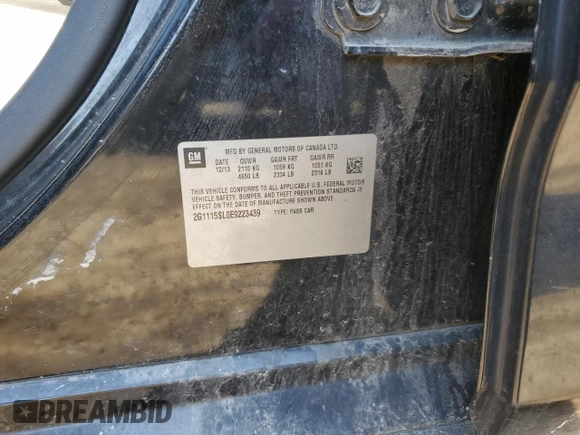 GM
MFD BY GENERAL MOTORS OF CANADA LTD.
DATE GVWR GAWR FRT GAWR RR
12/13 2110 KG 1059 KG 1051 KG
4650 LB 2334 LB 2316 LB
THIS VEHICLE CONFORMS TO ALL APPLICABLE U.S. FEDERAL MOTOR
VEHICLE SAFETY, BUMPER, AND THEFT PREVENTION STANDARDS IN
EFFECT ON THE DATE OF MANUFACTURE SHOWN ABOVE.
2G1115SL0E9223439 TYPE: PASS CAR
DREAMBID